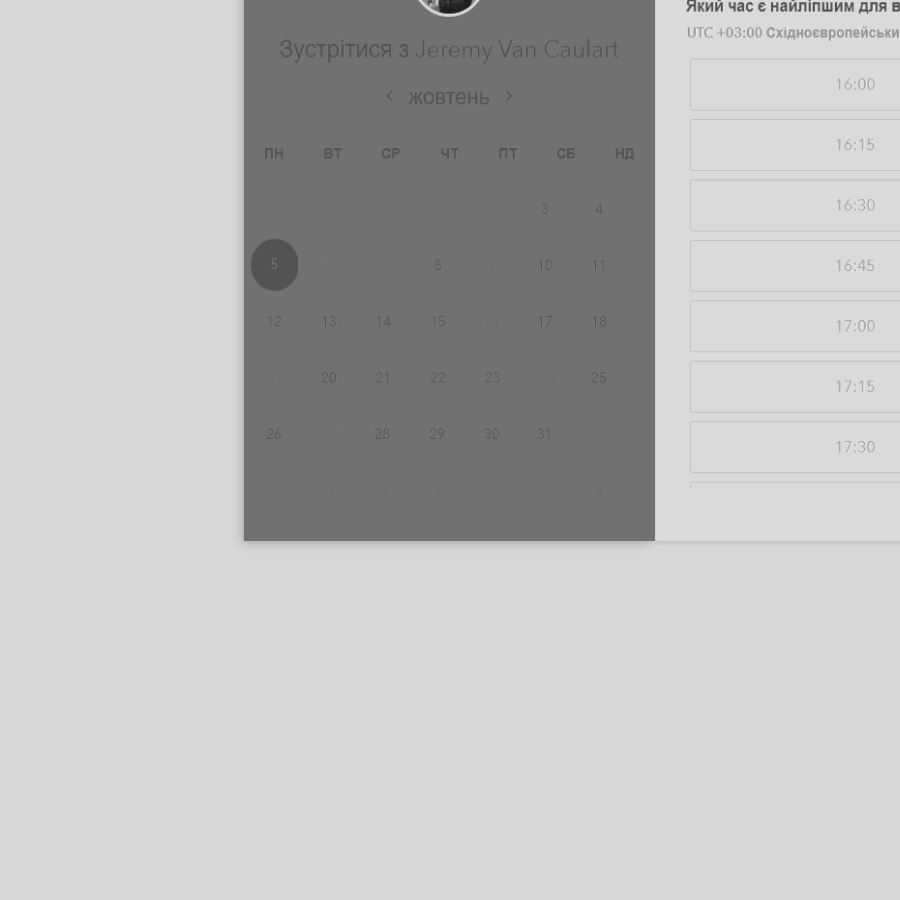 Зустрітися з Jeremy Van Caulart
жовтень
ПН ВТ СР ЧТ ПТ СБ НД
29 30 31 1 2 3 4
5 6 7 8 9 10 11
12 13 14 15 16 17 18
19 20 21 22 23 24 25
26 27 28 29 30 31 1
2 3 4 5 6 7 8
Який час є найліпшим для в
UTC +03:00 Східноєвропейськи
16:00
16:15
16:30
16:45
17:00
17:15
17:30